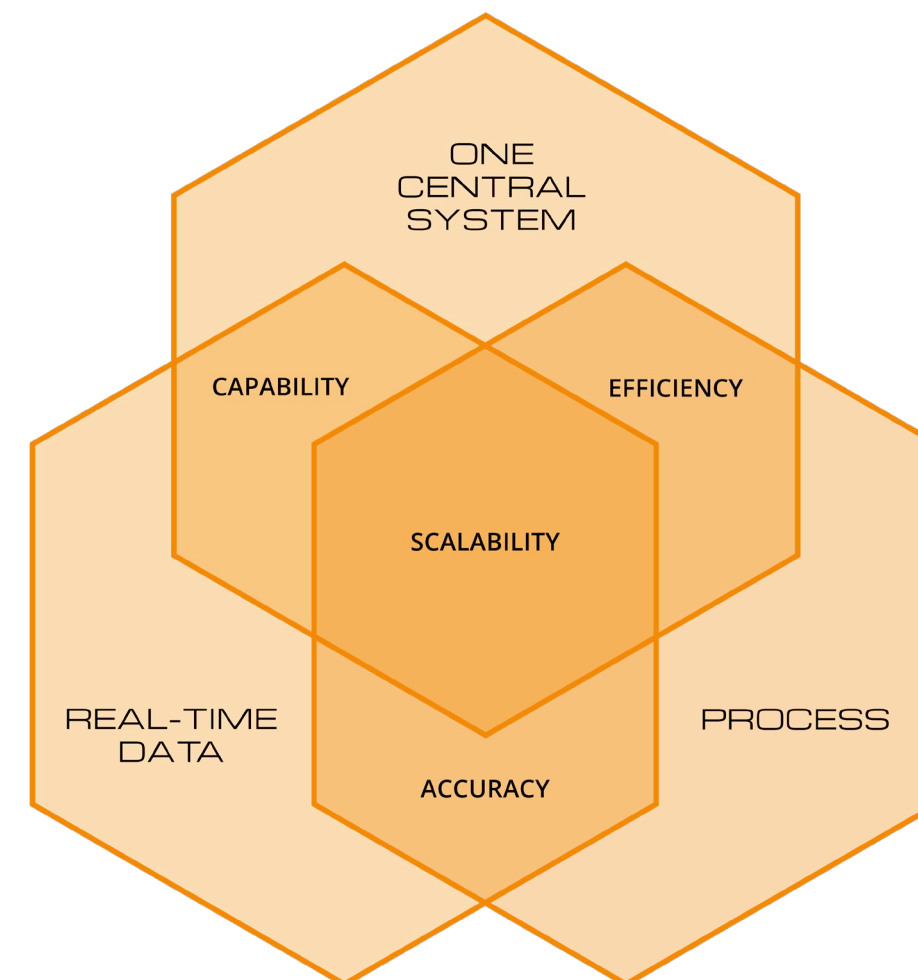 ONE
CENTRAL
SYSTEM
CAPABILITY
EFFICIENCY
SCALABILITY
REAL-TIME
DATA
PROCESS
ACCURACY